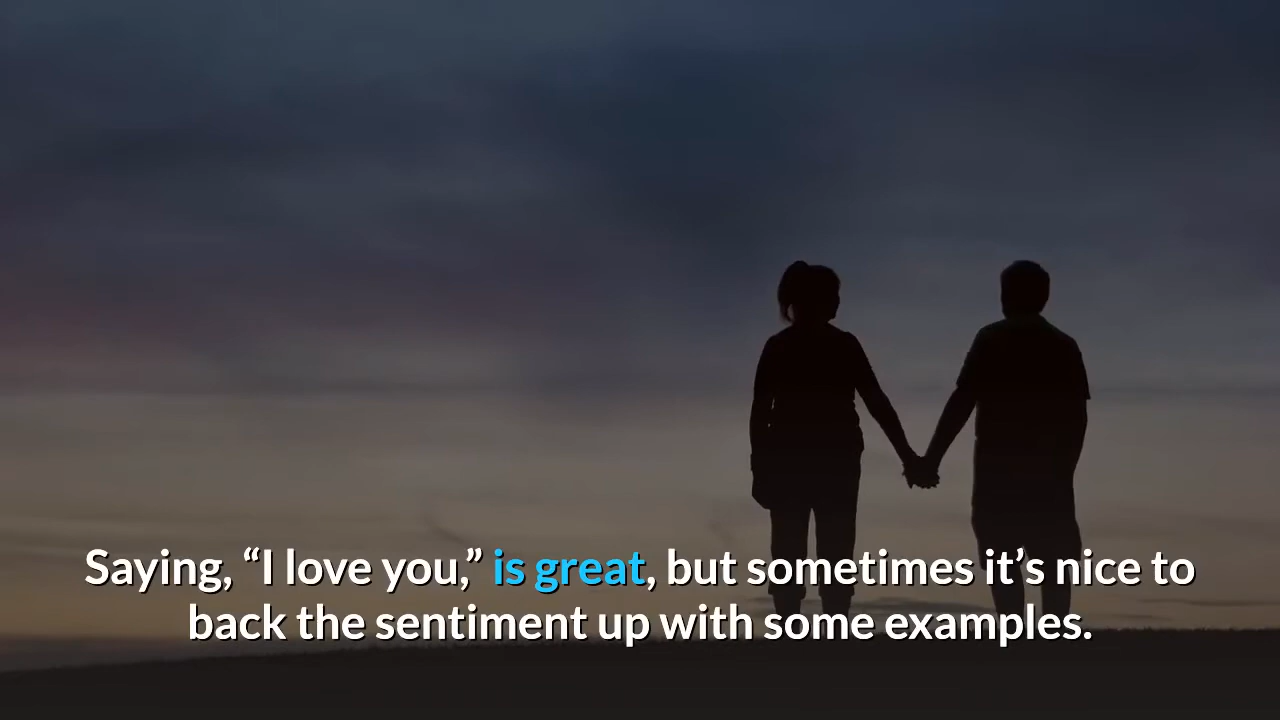 Saying, “I love you,” is great, but sometimes it’s nice to
back the sentiment up with some examples.